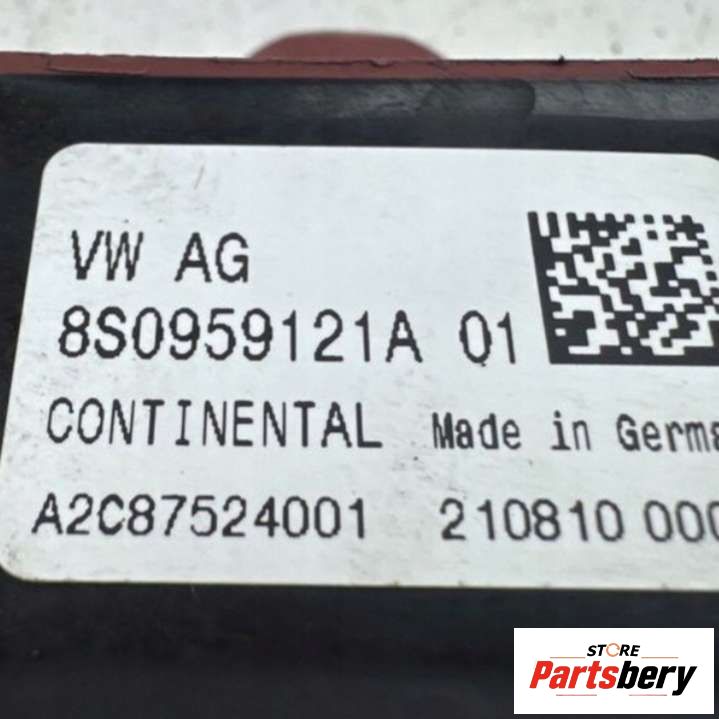 VW AG
8S0959121A 01
CONTINENTAL Made in Germa
A2C87524001 210810 000
STORE
Partsbery